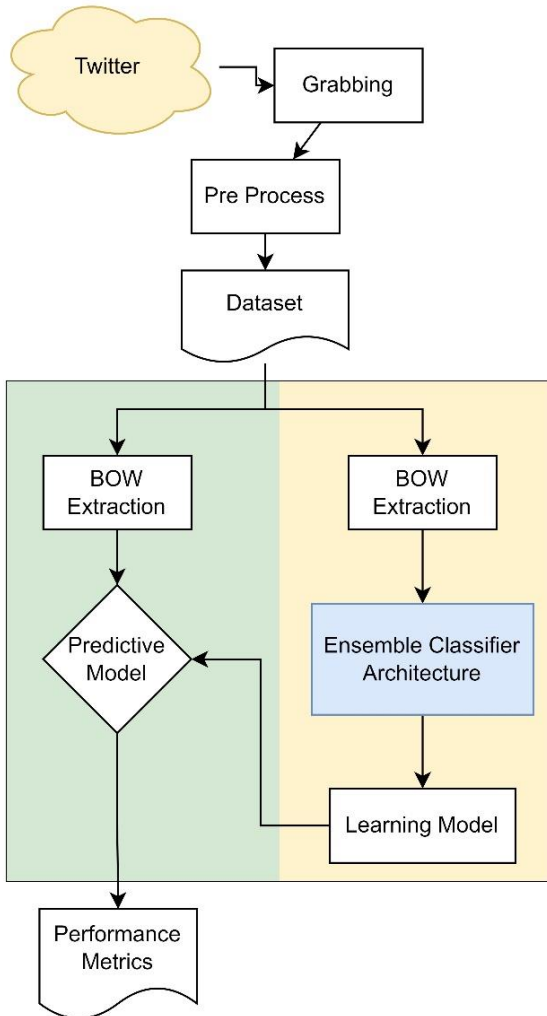 Twitter
Grabbing
Pre Process
Dataset
BOW
Extraction
BOW
Extraction
Predictive
Model
Ensemble Classifier
Architecture
Learning Model
Performance
Metrics